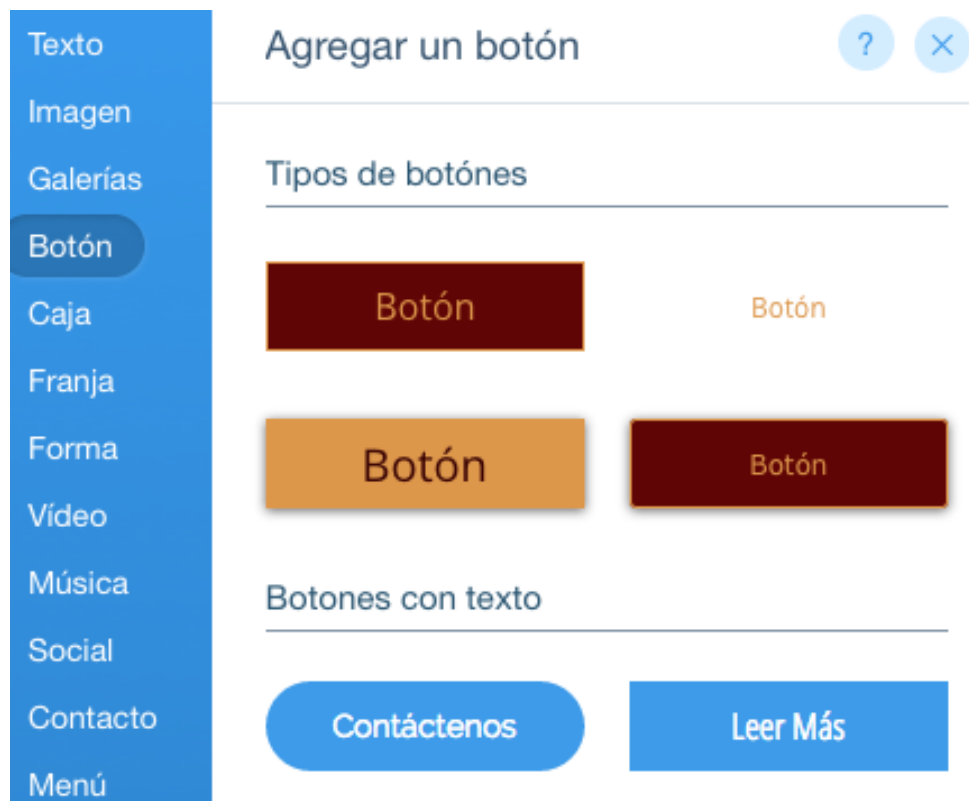 Texto
Imagen
Galerías
Botón
Caja
Franja
Forma
Vídeo
Música
Social
Contacto
Menú
Agregar un botón
?
Tipos de botónes
Botón
Botón
Botón
Botón
Botones con texto
Contáctenos
Leer Más